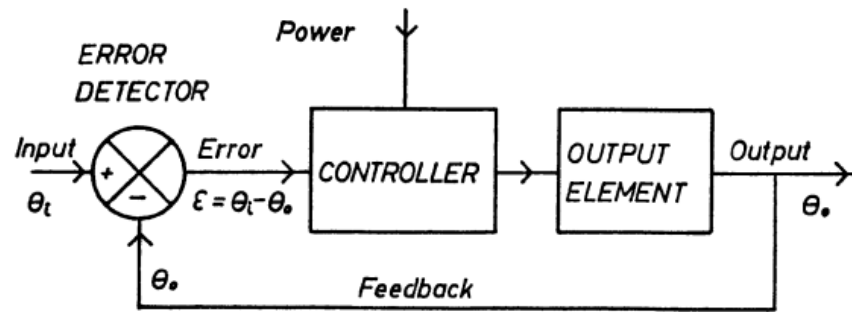 Power
ERROR
DETECTOR
Input
+
−
Error
CONTROLLER
OUTPUT
ELEMENT
Output
θi
ε = θi-θo
θo
θo
Feedback